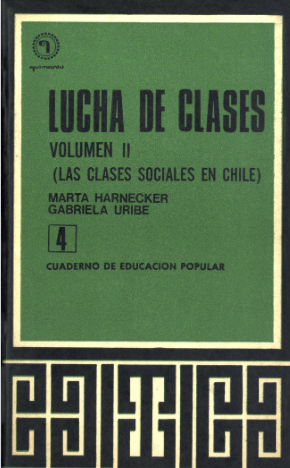 quimantú
LUCHA DE CLASES
VOLUMEN II
(LAS CLASES SOCIALES EN CHILE)
MARTA HARNECKER
GABRIELA URIBE
4
CUADERNO DE EDUCACION POPULAR